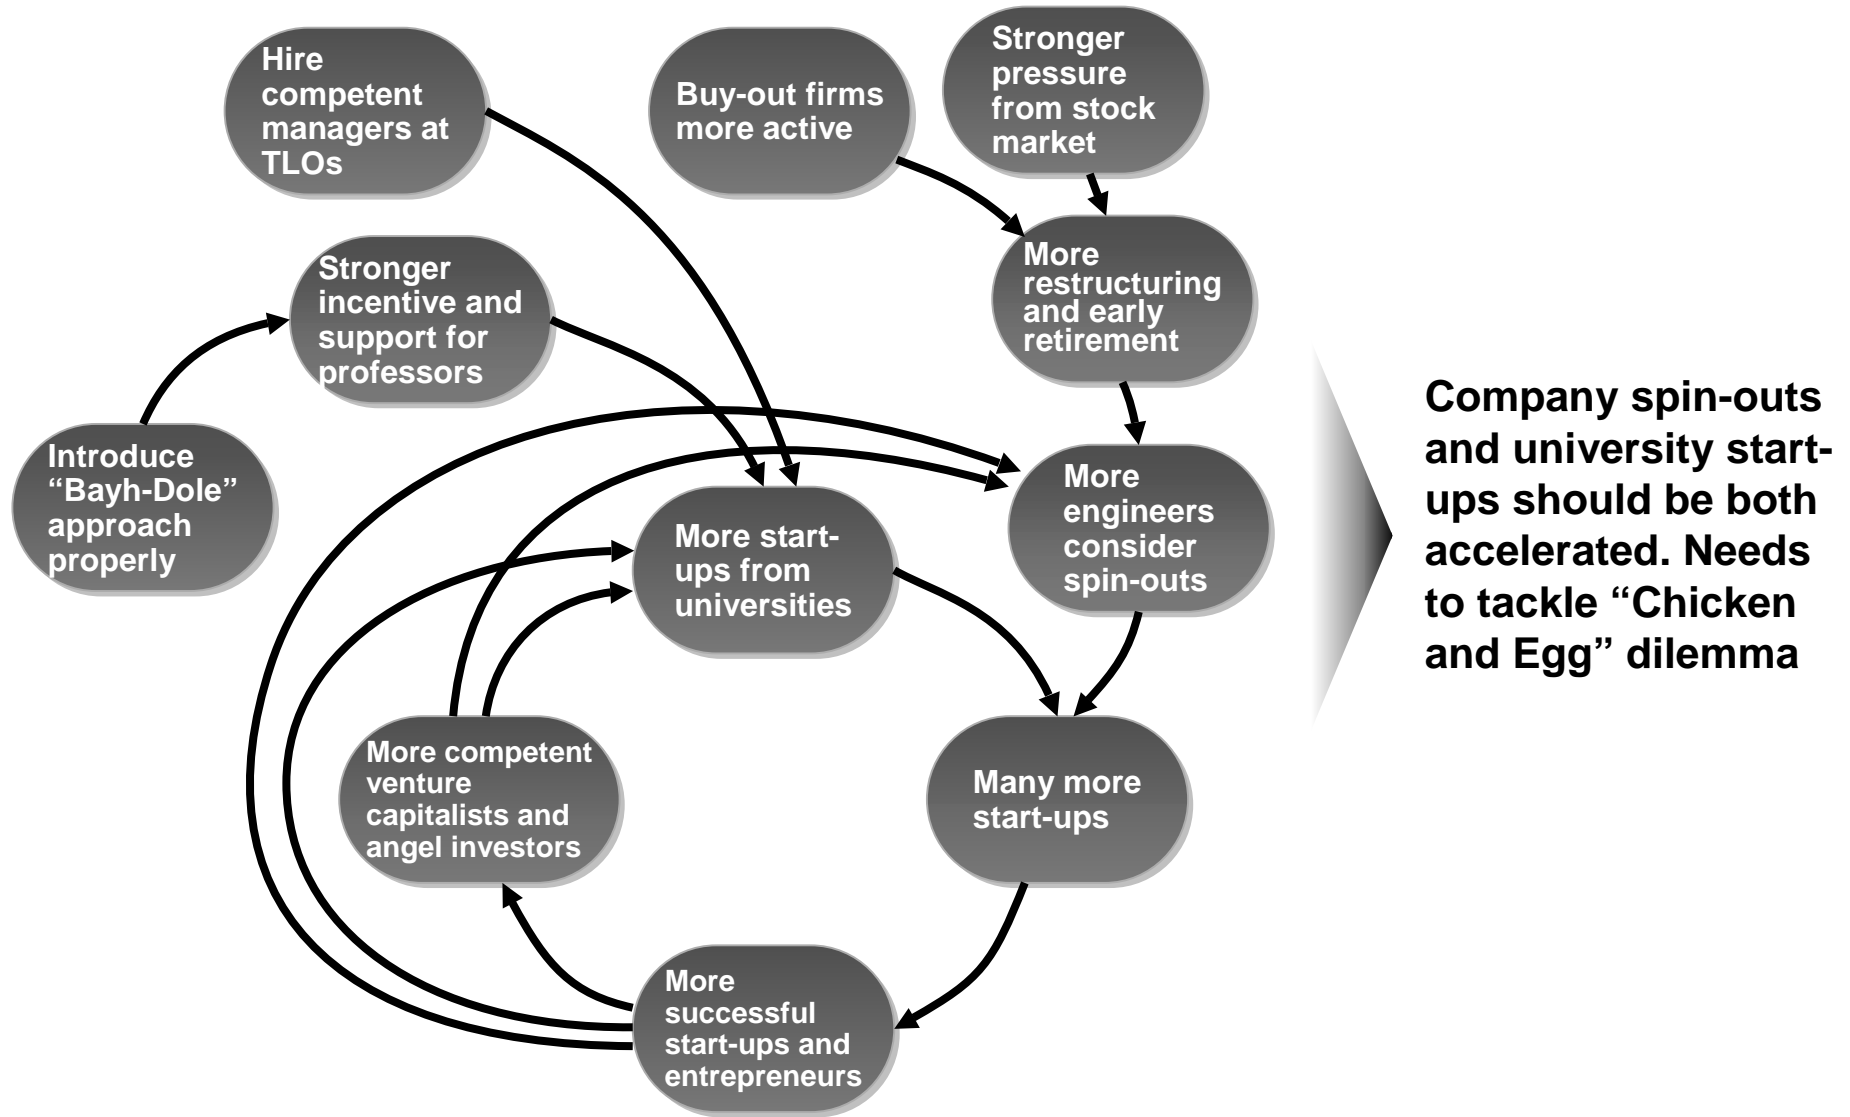 Hire
competent
managers at
TLOs
Buy-out firms
more active
Stronger
pressure
from stock
market
Stronger
incentive and
support for
professors
More
restructuring
and early
retirement
Introduce
“Bayh-Dole”
approach
properly
More start-
ups from
universities
More
engineers
consider
spin-outs
Company spin-outs
and university start-
ups should be both
accelerated. Needs
to tackle “Chicken
and Egg” dilemma
More competent
venture
capitalists and
angel investors
Many more
start-ups
More
successful
start-ups and
entrepreneurs